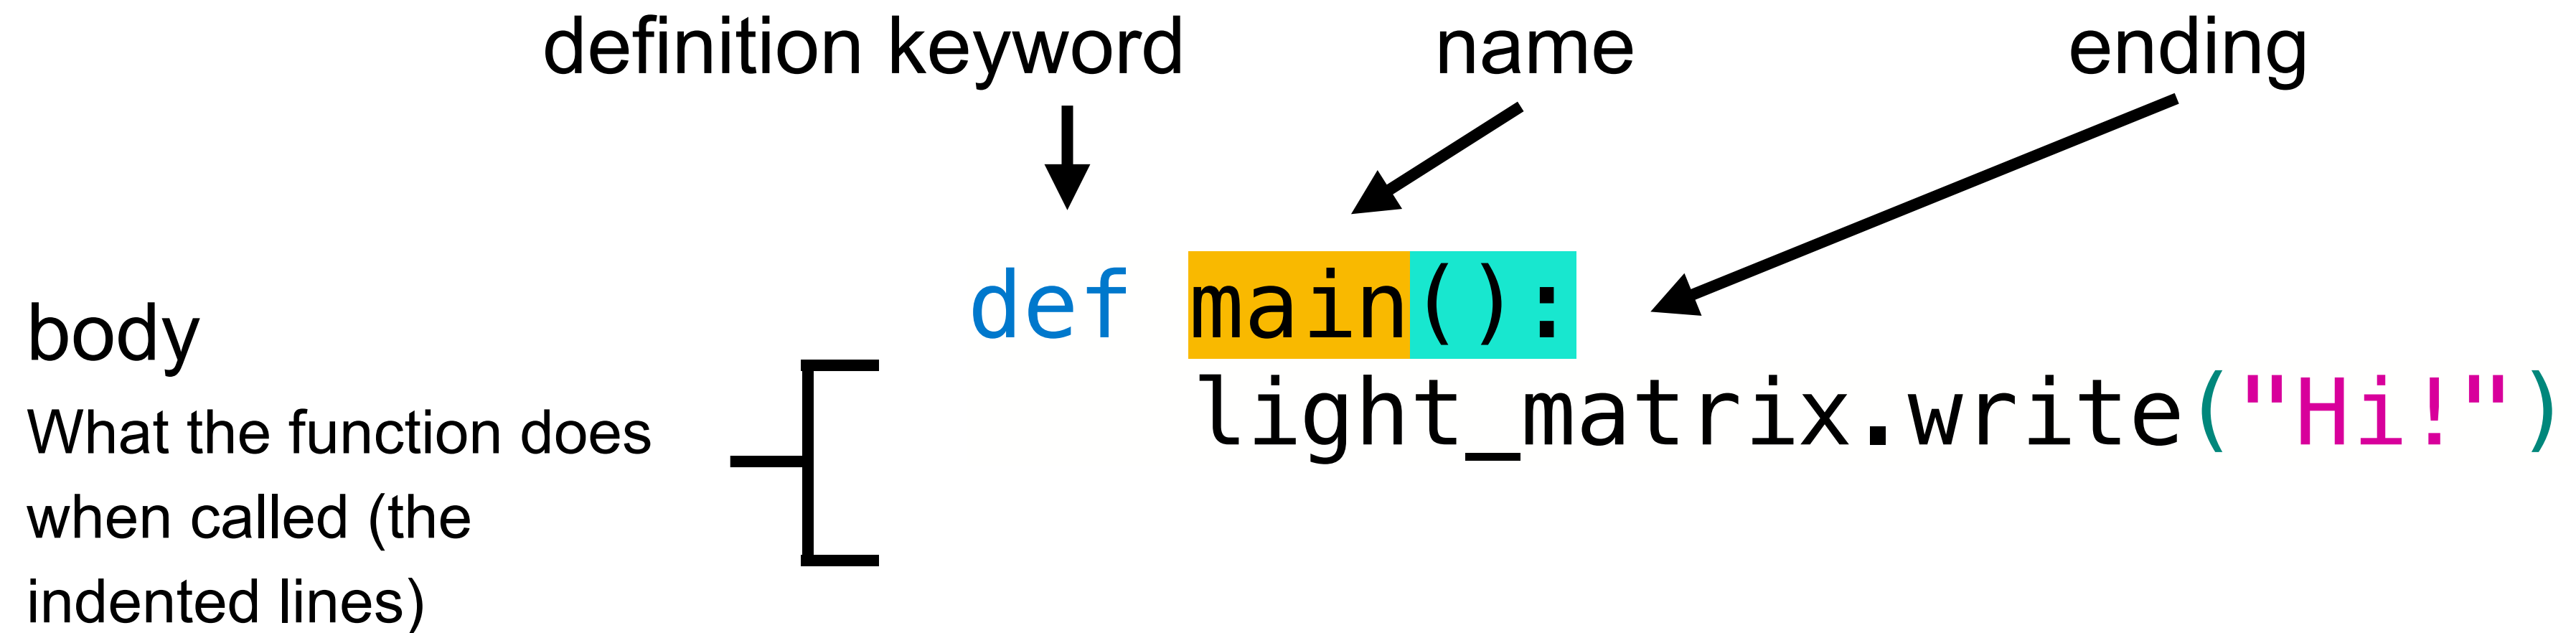 definition keyword
name
ending
def main():
light_matrix.write("Hi!")
body
What the function does
when called (the
indented lines)